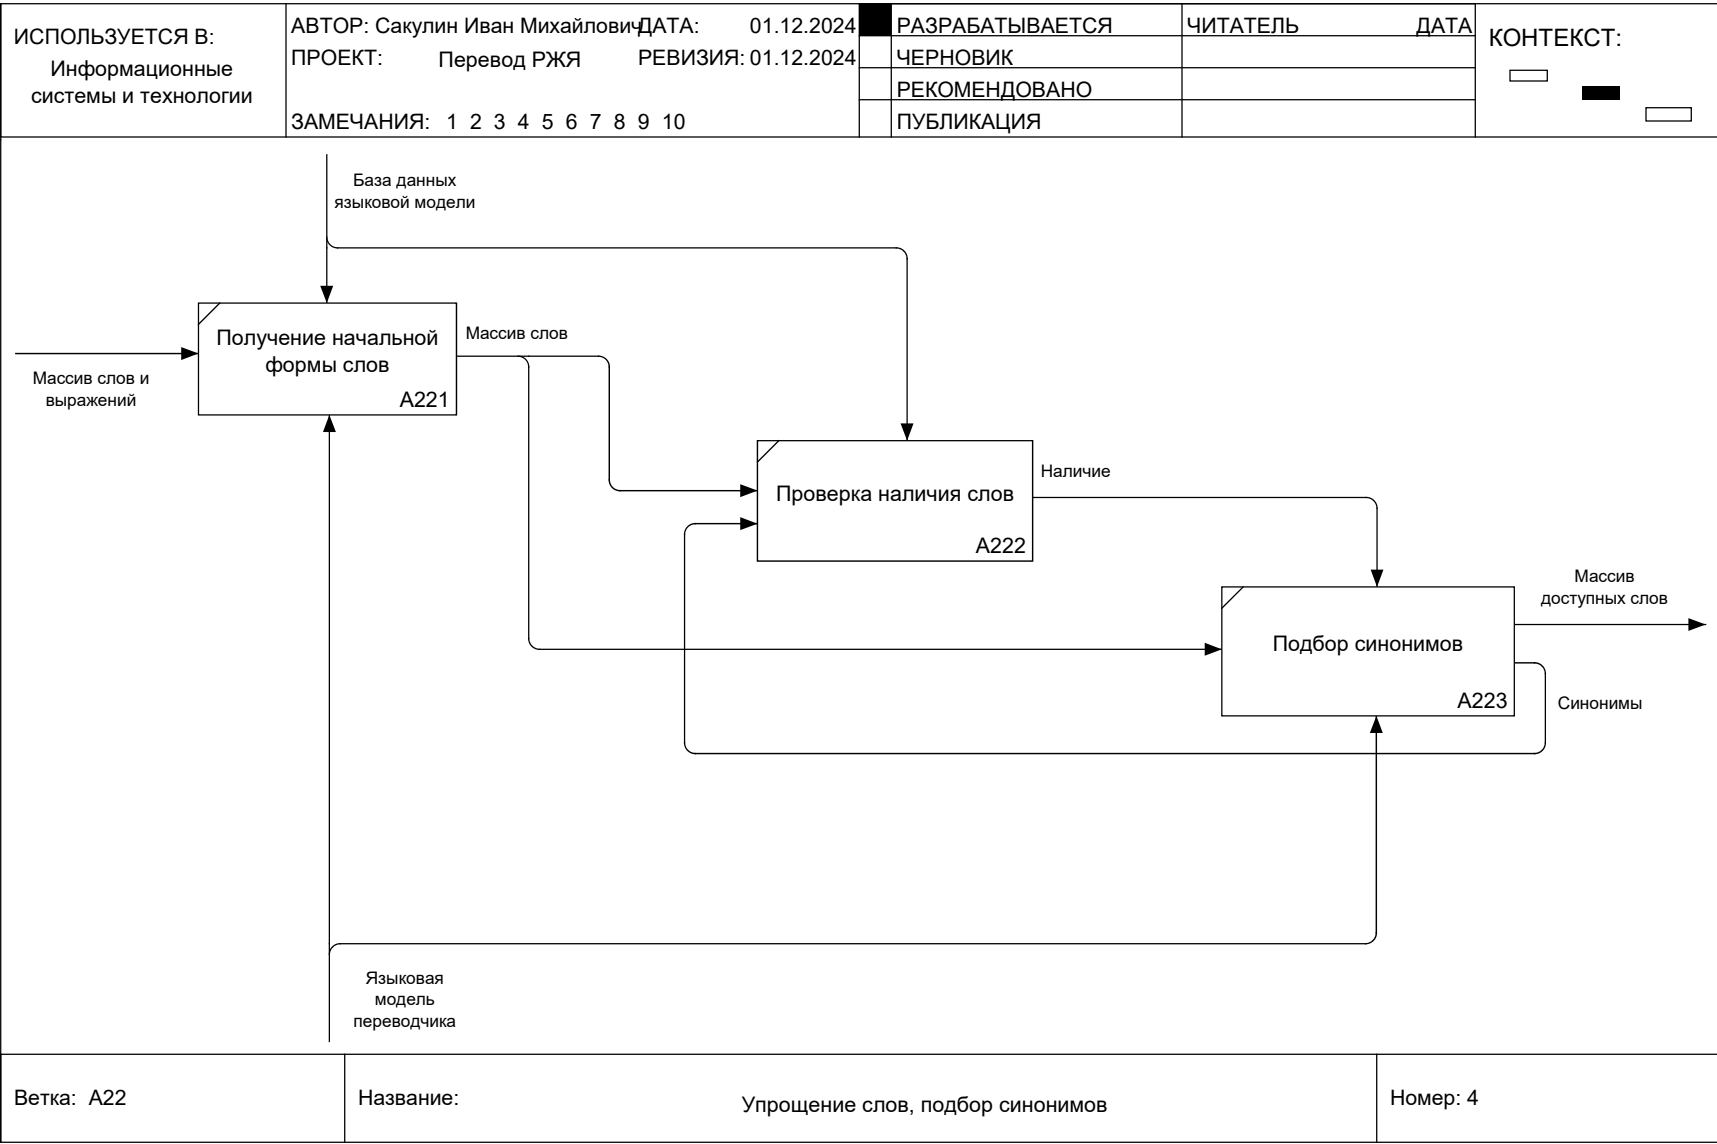 ИСПОЛЬЗУЕТСЯ В:
Информационные
системы и технологии
АВТОР: Сакулин Иван Михайлович
ДАТА: 01.12.2024
ПРОЕКТ: Перевод РЖЯ
РЕВИЗИЯ: 01.12.2024
ЗАМЕЧАНИЯ: 1 2 3 4 5 6 7 8 9 10
РАЗРАБАТЫВАЕТСЯ
ЧЕРНОВИК
РЕКОМЕНДОВАНО
ПУБЛИКАЦИЯ
ЧИТАТЕЛЬ ДАТА
КОНТЕКСТ:
База данных
языковой модели
Получение начальной
формы слов
A221
Массив слов
Массив слов и
выражений
Проверка наличия слов
A222
Наличие
Массив
доступных слов
Подбор синонимов
A223
Синонимы
Языковая
модель
переводчика
Ветка: A22
Название:
Упрощение слов, подбор синонимов
Номер: 4